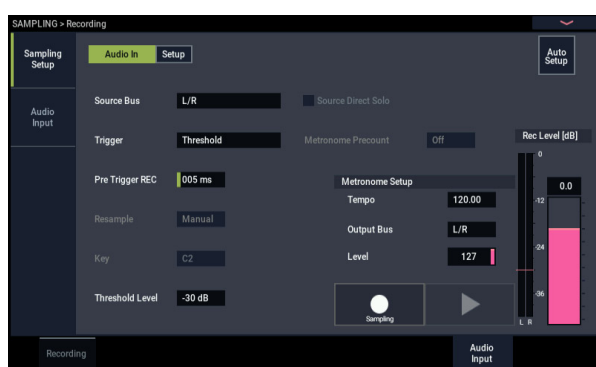 SAMPLING > Recording
Sampling
Setup
Audio In
Setup
Auto
Setup
Audio
Input
Source Bus
L/R
Source Direct Solo
Trigger
Threshold
Metronome Precount
Off
Rec Level [dB]
Pre Trigger REC
005 ms
Metronome Setup
0
0.0
Tempo
120.00
-12
Resample
Manual
Output Bus
L/R
-24
Key
C2
Level
127
Threshold Level
-30 dB
-36
Sampling
L R
Recording
Audio
Input